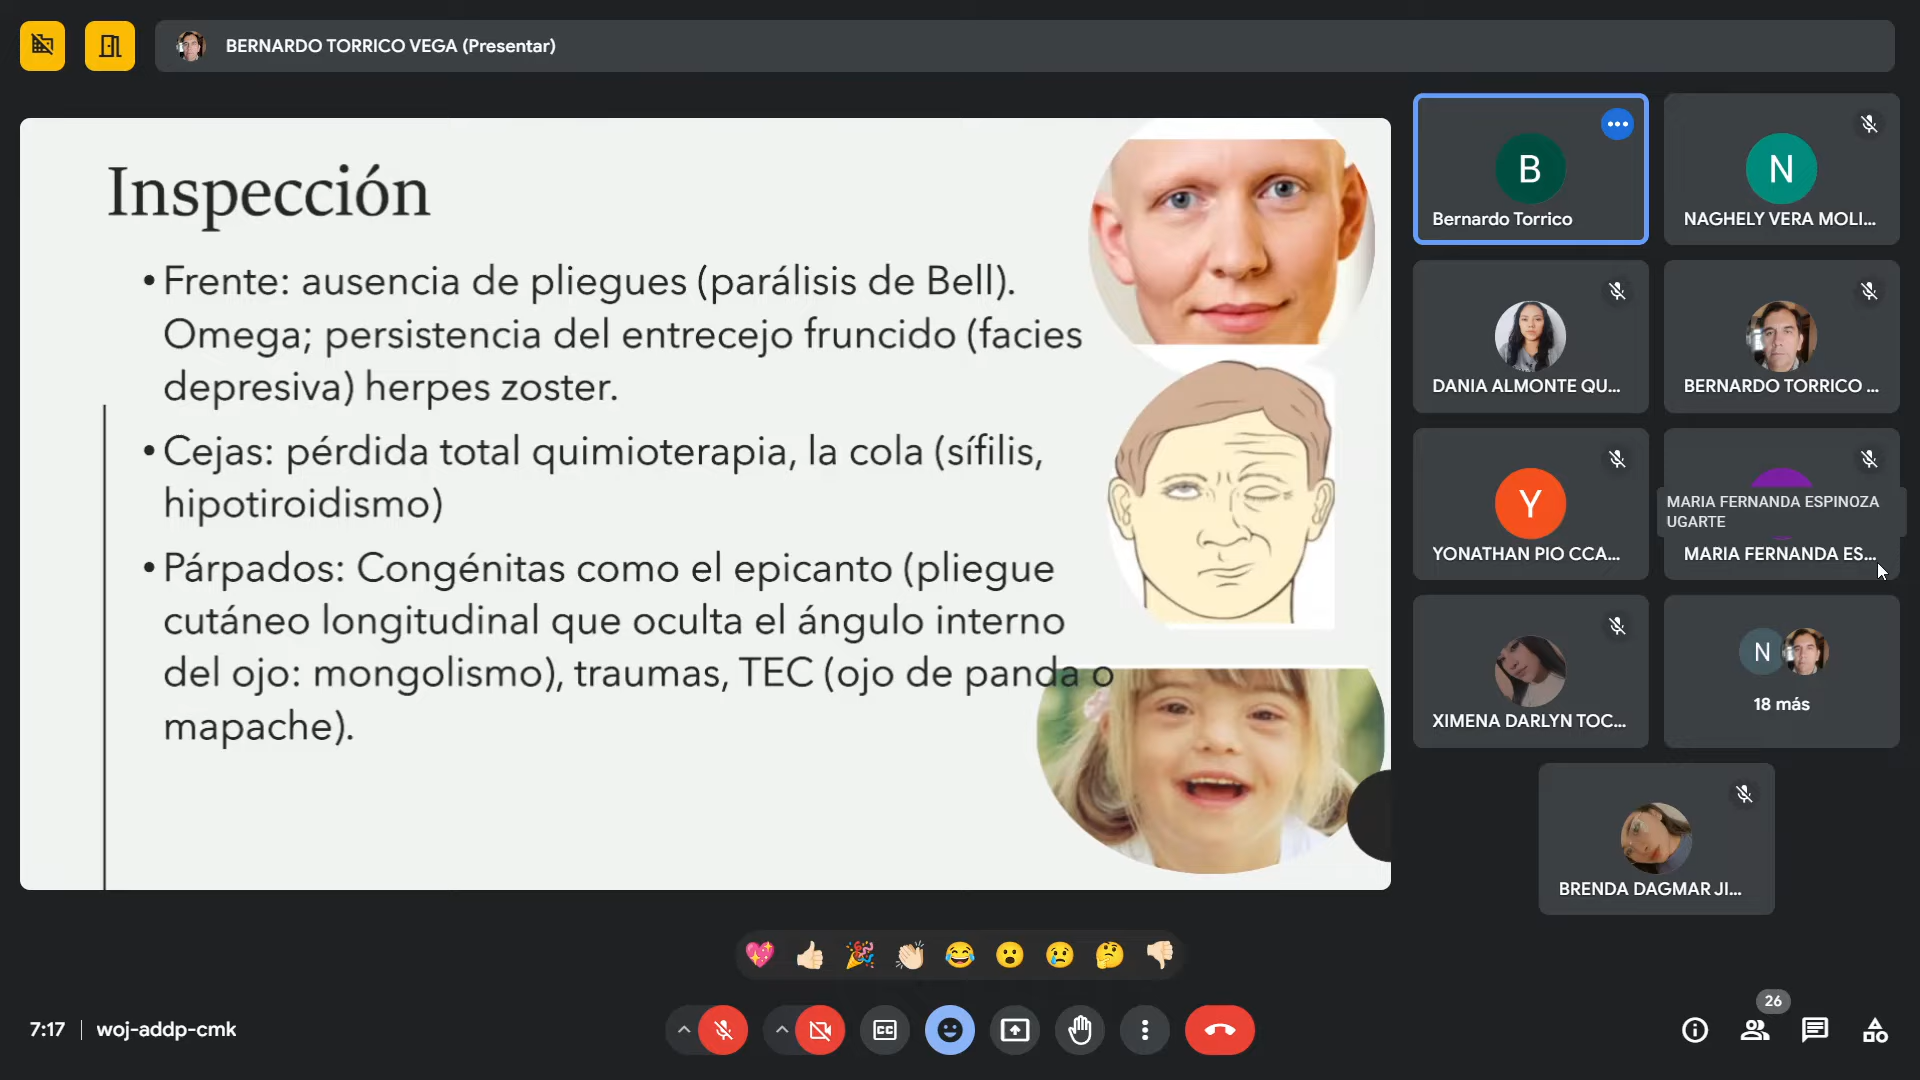 BERNARDO TORRICO VEGA (Presentar)
Inspección
• Frente: ausencia de pliegues (parálisis de Bell).
Omega; persistencia del entrecejo fruncido (facies
depresiva) herpes zoster.
• Cejas: pérdida total quimioterapia, la cola (sífilis,
hipotiroidismo)
• Párpados: Congénitas como el epicanto (pliegue
cutáneo longitudinal que oculta el ángulo interno
del ojo: mongolismo), traumas, TEC (ojo de panda o
mapache).
B
Bernardo Torrico
N
NAGHELY VERA MOLI...
DANIA ALMONTE QU...
BERNARDO TORRICO ...
Y
YONATHAN PIO CCA...
MARIA FERNANDA ESPINOZA
UGARTE
MARIA FERNANDA ES...
XIMENA DARLYN TOC...
N
18 más
BRENDA DAGMAR JI...
7:17
woj-addp-cmk
CC
26